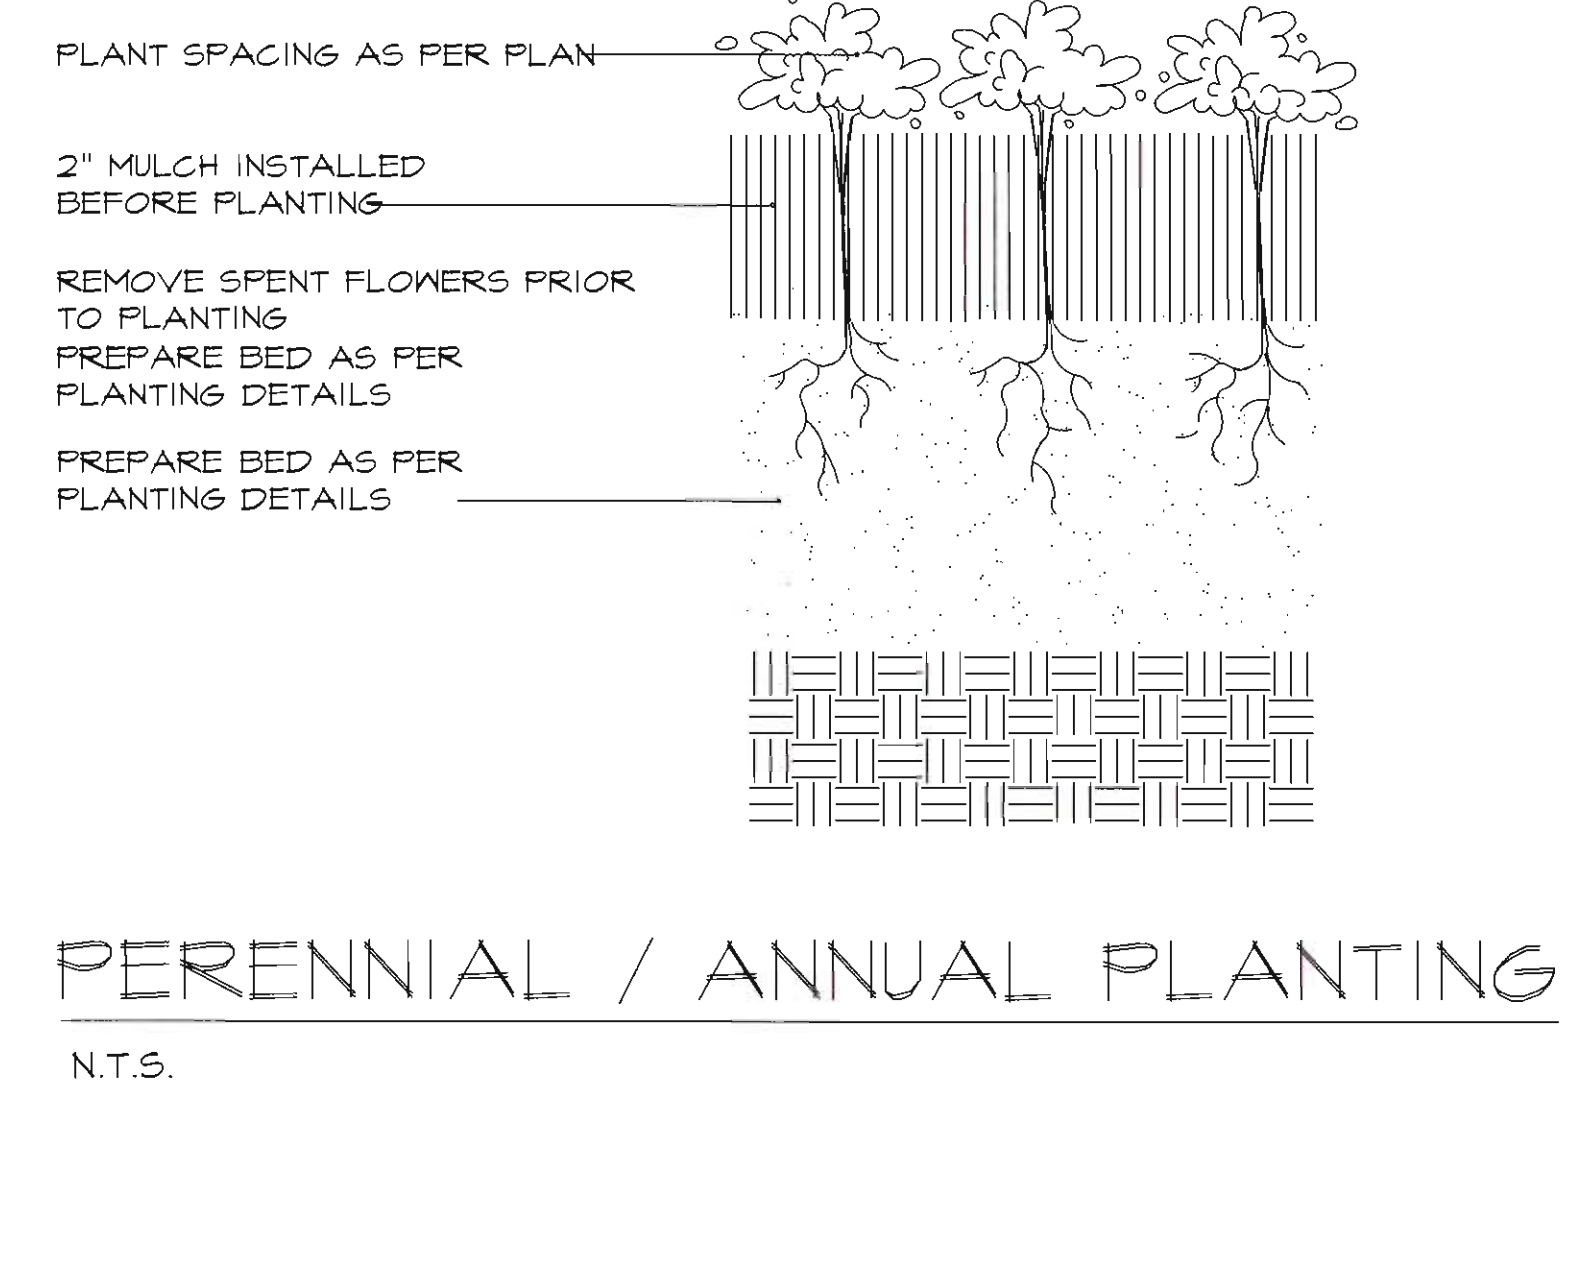 PLANT SPACING AS PER PLAN
2" MULCH INSTALLED
BEFORE PLANTING
REMOVE SPENT FLOWERS PRIOR
TO PLANTING
PREPARE BED AS PER
PLANTING DETAILS
PREPARE BED AS PER
PLANTING DETAILS
PERENNIAL / ANNUAL PLANTING
N.T.S.